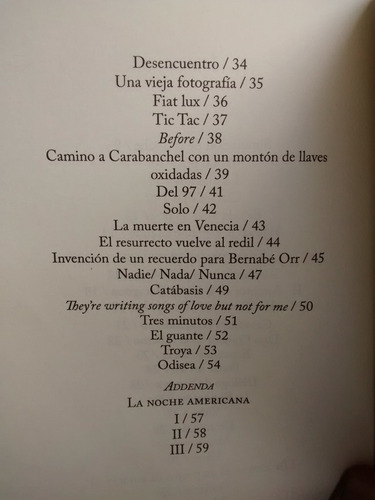 Desencuentro / 34
Una vieja fotografía / 35
Fiat lux / 36
Tic Tac / 37
Before / 38
Camino a Carabanchel con un montón de llaves
oxidadas / 39
Del 97 / 41
Solo / 42
La muerte en Venecia / 43
El resurrecto vuelve al redil / 44
Invención de un recuerdo para Bernabé Orr / 45
Nadie/ Nada/ Nunca / 47
Catábasis / 49
They're writing songs of love but not for me / 50
Tres minutos / 51
El guante / 52
Troya / 53
Odisea / 54
Addenda
La noche americana
I / 57
II / 58
III / 59